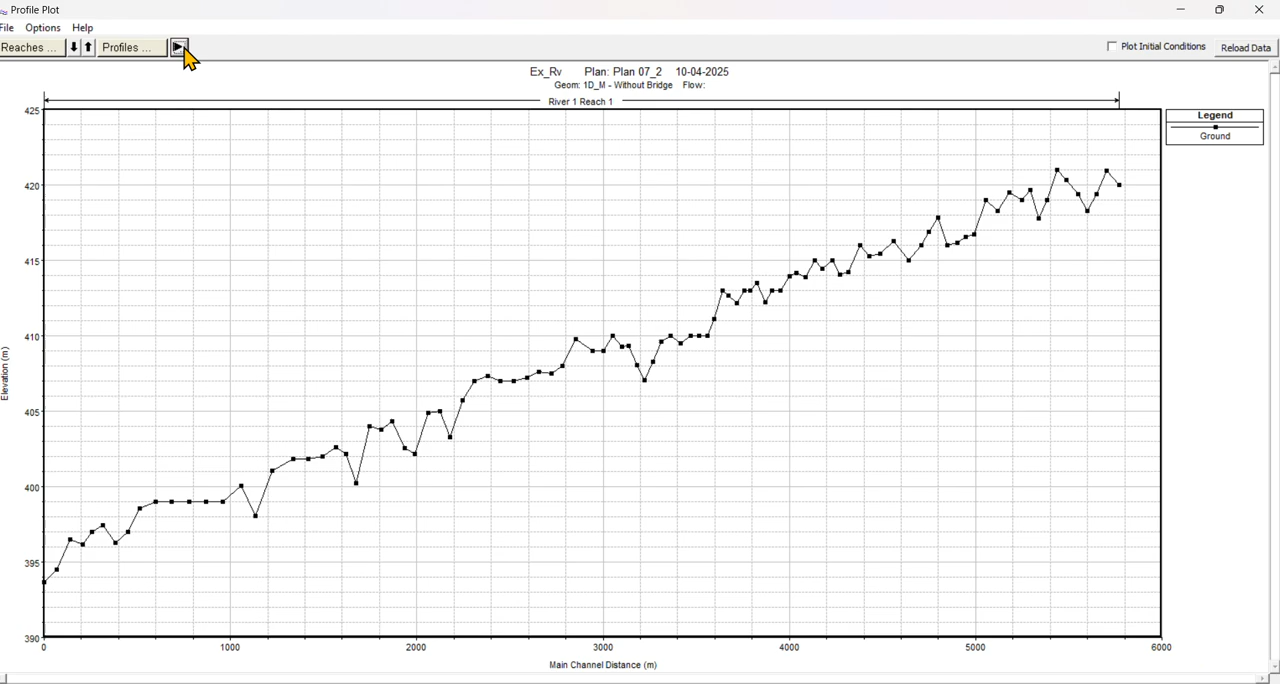 Profile Plot
File Options Help
Reaches ... Profiles ... Plot Initial Conditions Reload Data
Ex_Rv Plan: Plan 07_2 10-04-2025
Geom: 1D_M - Without Bridge Flow:
River 1 Reach 1
Legend
Ground
425
420
415
410
405
400
395
390
Elevation (m)
0 1000 2000 3000 4000 5000 6000
Main Channel Distance (m)